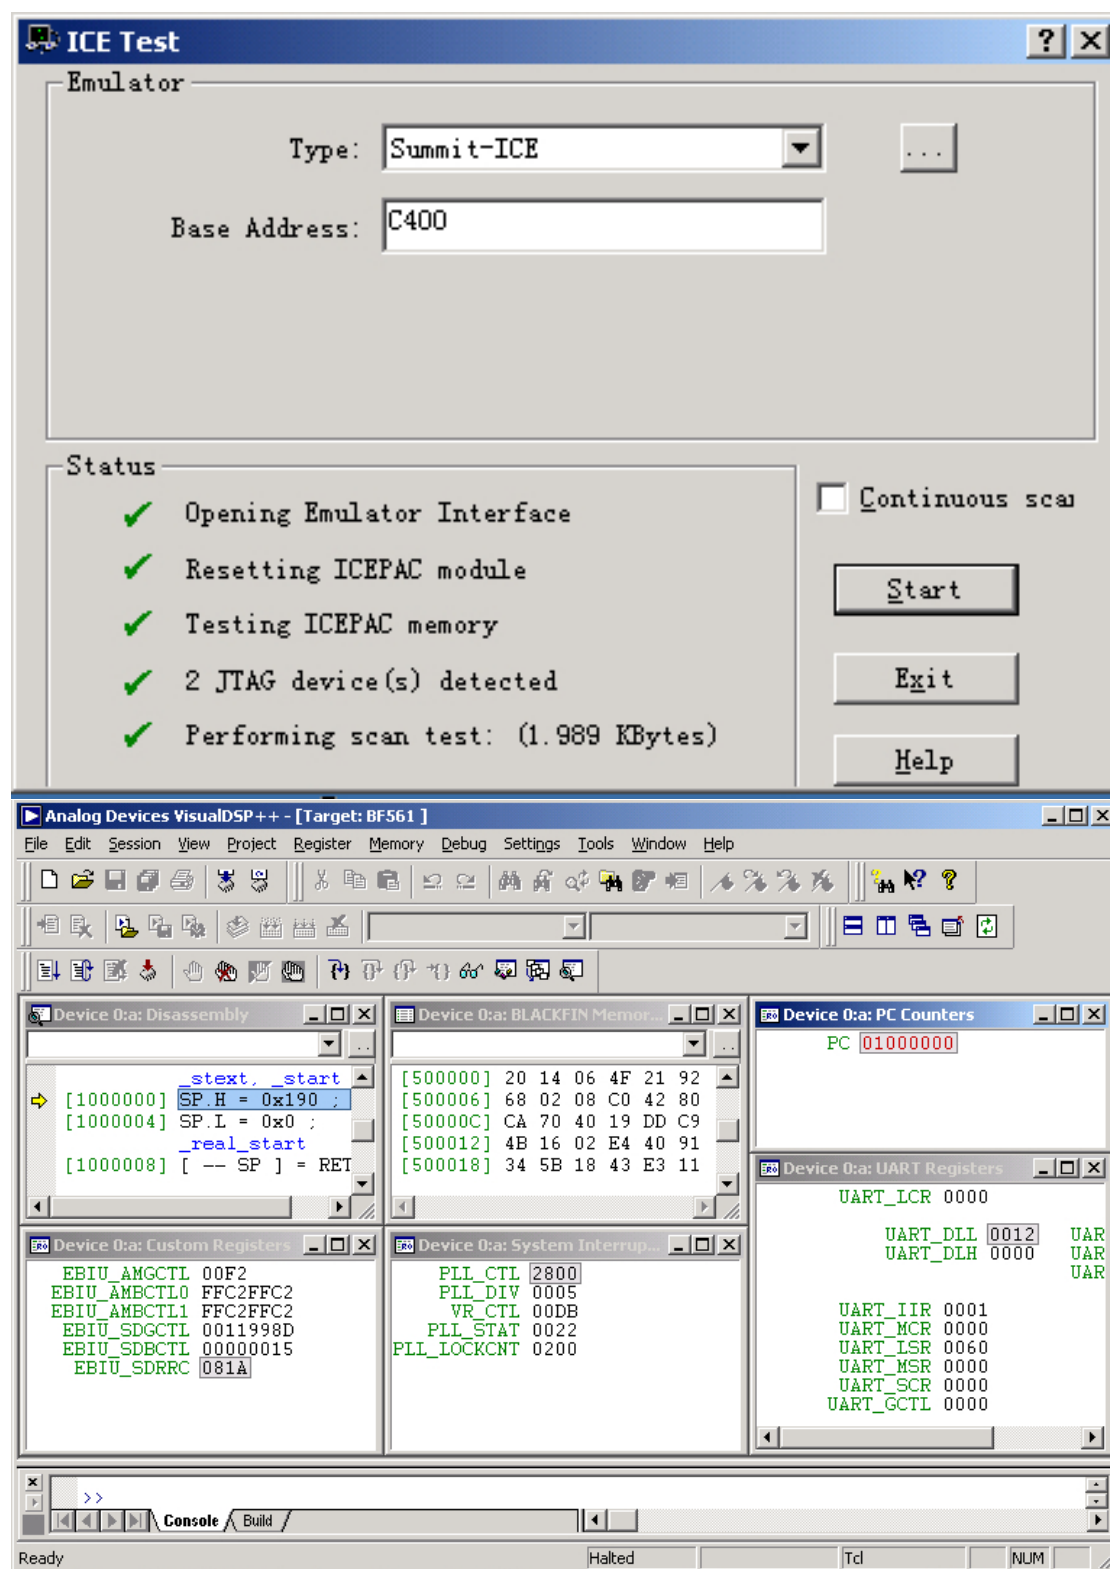 ICE Test
Emulator
Type: Summit-ICE ...
Base Address: C400
Status
Opening Emulator Interface
Resetting ICEPAC module
Testing ICEPAC memory
2 JTAG device(s) detected
Performing scan test: (1.989 KBytes)
Continuous scan
Start
Exit
Help
Analog Devices VisualDSP++ - [Target: BF561 ]
File Edit Session View Project Register Memory Debug Settings Tools Window Help
Device 0:a: Disassembly
_stext, _start
[1000000] SP.H = 0x190 ;
[1000004] SP.L = 0x0 ;
_real_start
[1000008] [ -- SP ] = RET
Device 0:a: BLACKFIN Memor...
[500000] 20 14 06 4F 21 92
[500006] 68 02 08 C0 42 80
[50000C] CA 70 40 19 DD C9
[500012] 4B 16 02 E4 40 91
[500018] 34 5B 18 43 E3 11
Device 0:a: PC Counters
PC 01000000
Device 0:a: UART Registers
UART_LCR 0000
UART_DLL 0012 UAR
UART_DLH 0000 UAR
UAR
UART_IIR 0001
UART_MCR 0000
UART_LSR 0060
UART_MSR 0000
UART_SCR 0000
UART_GCTL 0000
Device 0:a: Custom Registers
EBIU_AMGCTL 00F2
EBIU_AMBCTL0 FFC2FFC2
EBIU_AMBCTL1 FFC2FFC2
EBIU_SDGCTL 0011998D
EBIU_SDBCTL 00000015
EBIU_SDRRC 081A
Device 0:a: System Interrup...
PLL_CTL 2800
PLL_DIV 0005
VR_CTL 00DB
PLL_STAT 0022
PLL_LOCKCNT 0200
>>
Console Build
Ready Halted Tcl NUM